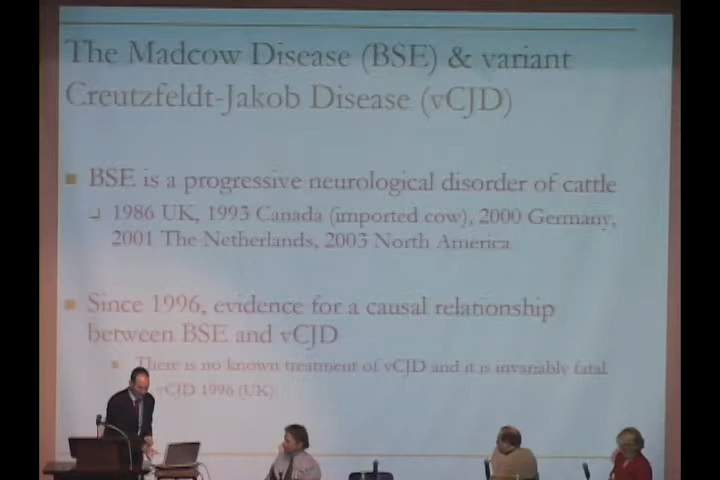 The Madcow Disease (BSE) & variant
Creutzfeldt-Jakob Disease (vCJD)
BSE is a progressive neurological disorder of cattle
1986 UK, 1993 Canada (imported cow), 2000 Germany,
2001 The Netherlands, 2003 North America
Since 1996, evidence for a causal relationship
between BSE and vCJD
There is no known treatment of vCJD and it is invariably fatal
vCJD 1996 (UK)